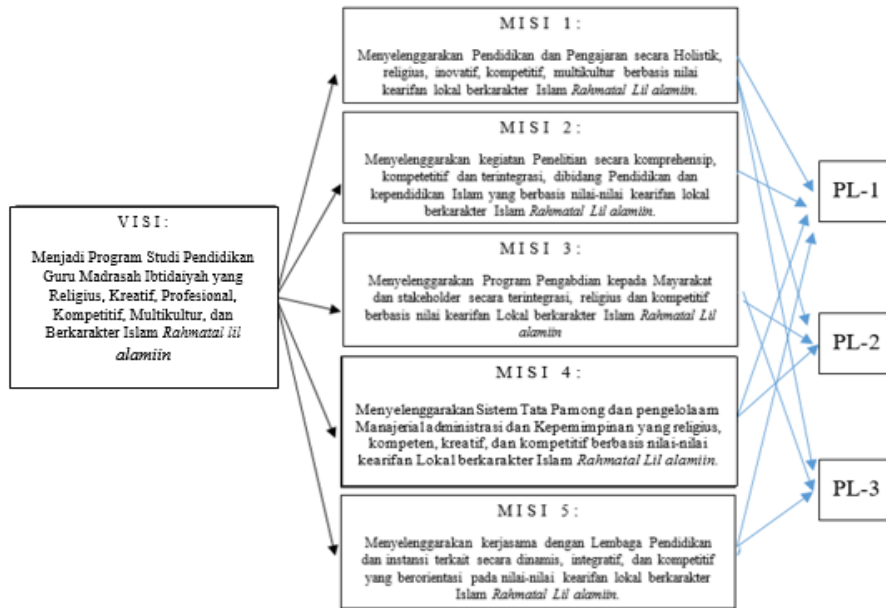 VISI:
Menjadi Program Studi Pendidikan
Guru Madrasah Ibtidaiyah yang
Religius, Kreatif, Profesional,
Kompetitif, Multikultur, dan
Berkarakter Islam Rahmatal lil
alamiin
MISI 1:
Menyelenggarakan Pendidikan dan Pengajaran secara Holistik,
religius, inovatif, kompetitif, multikultur berbasis nilai
kearifan lokal berkarakter Islam Rahmatal Lil alamiin.
MISI 2:
Menyelenggarakan kegiatan Penelitian secara komprehensip,
kompetetitif dan terintegrasi, dibidang Pendidikan dan
kependidikan Islam yang berbasis nilai-nilai kearifan lokal
berkarakter Islam Rahmatal Lil alamiin.
MISI 3:
Menyelenggarakan Program Pengabdian kepada Mayarakat
dan stakeholder secara terintegrasi, religius dan kompetitif
berbasis nilai kearifan Lokal berkarakter Islam Rahmatal Lil
alamiin
MISI 4:
Menyelenggarakan Sistem Tata Pamong dan pengelolaam
Manajerial administrasi dan Kepemimpinan yang religius,
kompeten, kreatif, dan kompetitif berbasis nilai-nilai
kearifan Lokal berkarakter Islam Rahmatal Lil alamiin.
MISI 5:
Menyelenggarakan kerjasama dengan Lembaga Pendidikan
dan instansi terkait secara dinamis, integratif, dan kompetitif
yang berorientasi pada nilai-nilai kearifan lokal berkarakter
Islam Rahmatal Lil alamiin.
PL-1
PL-2
PL-3